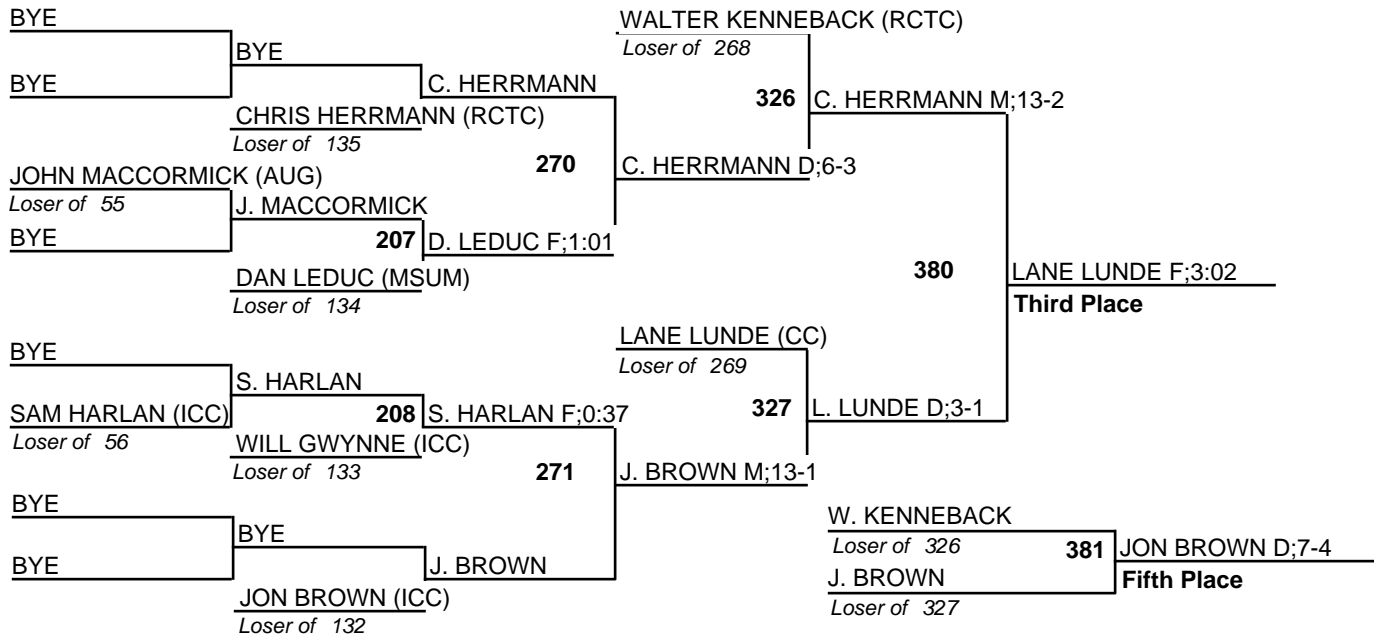 BYE
WALTER KENNEBACK (RCTC)
Loser of 268
BYE
BYE
C. HERRMANN
326
C. HERRMANN M;13-2
CHRIS HERRMANN (RCTC)
Loser of 135
270
C. HERRMANN D;6-3
JOHN MACCORMICK (AUG)
Loser of 55
J. MACCORMICK
BYE
207
D. LEDUC F;1:01
380
LANE LUNDE F;3:02
Third Place
DAN LEDUC (MSUM)
Loser of 134
LANE LUNDE (CC)
Loser of 269
BYE
S. HARLAN
327
L. LUNDE D;3-1
SAM HARLAN (ICC)
Loser of 56
208
S. HARLAN F;0:37
WILL GWYNNE (ICC)
Loser of 133
271
J. BROWN M;13-1
BYE
BYE
BYE
J. BROWN
JON BROWN (ICC)
Loser of 132
W. KENNEBACK
Loser of 326
381
JON BROWN D;7-4
Fifth Place
J. BROWN
Loser of 327